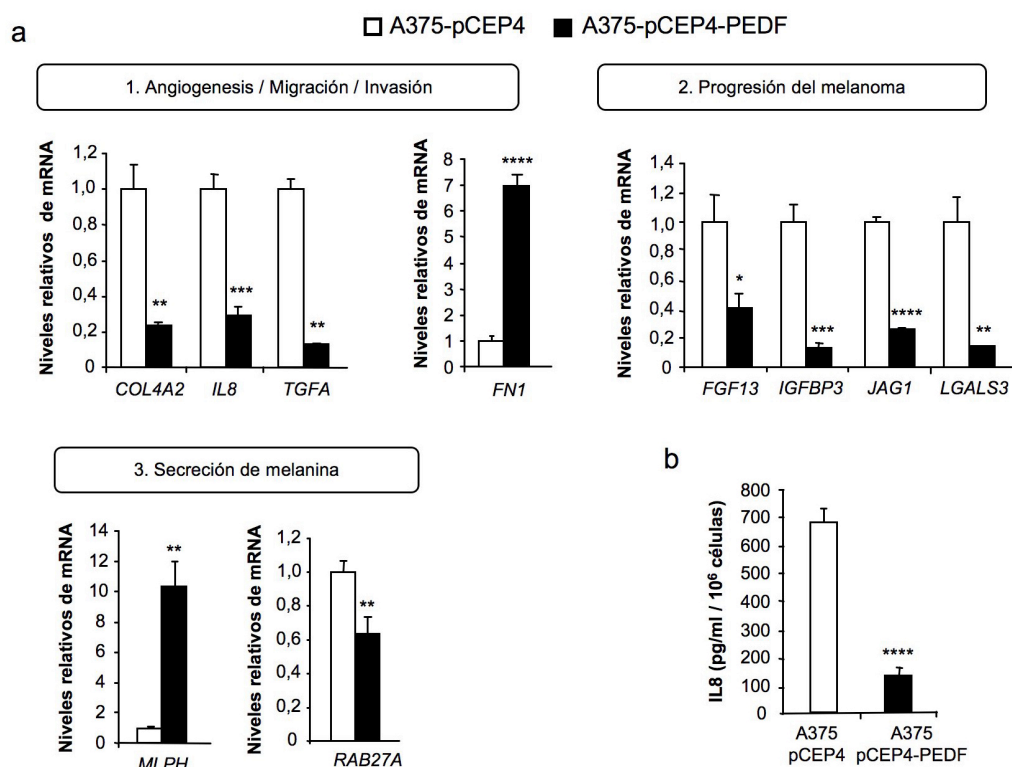 a
A375-pCEP4 A375-pCEP4-PEDF
1. Angiogenesis / Migración / Invasión
Niveles relativos de mRNA
1,2
1,0
0,8
0,6
0,4
0,2
0
** *** **
COL4A2 IL8 TGFA
Niveles relativos de mRNA
8
7
6
5
4
3
2
1
0
****
FN1
2. Progresión del melanoma
Niveles relativos de mRNA
1,4
1,2
1,0
0,8
0,6
0,4
0,2
0
* *** **** **
FGF13 IGFBP3 JAG1 LGALS3
3. Secreción de melanina
Niveles relativos de mRNA
14
12
10
8
6
4
2
0
**
MLPH
Niveles relativos de mRNA
1,2
1,0
0,8
0,6
0,4
0,2
0
**
RAB27A
b
IL8 (pg/ml / 10⁶ células)
800
700
600
500
400
300
200
100
0
****
A375
pCEP4
A375
pCEP4-PEDF